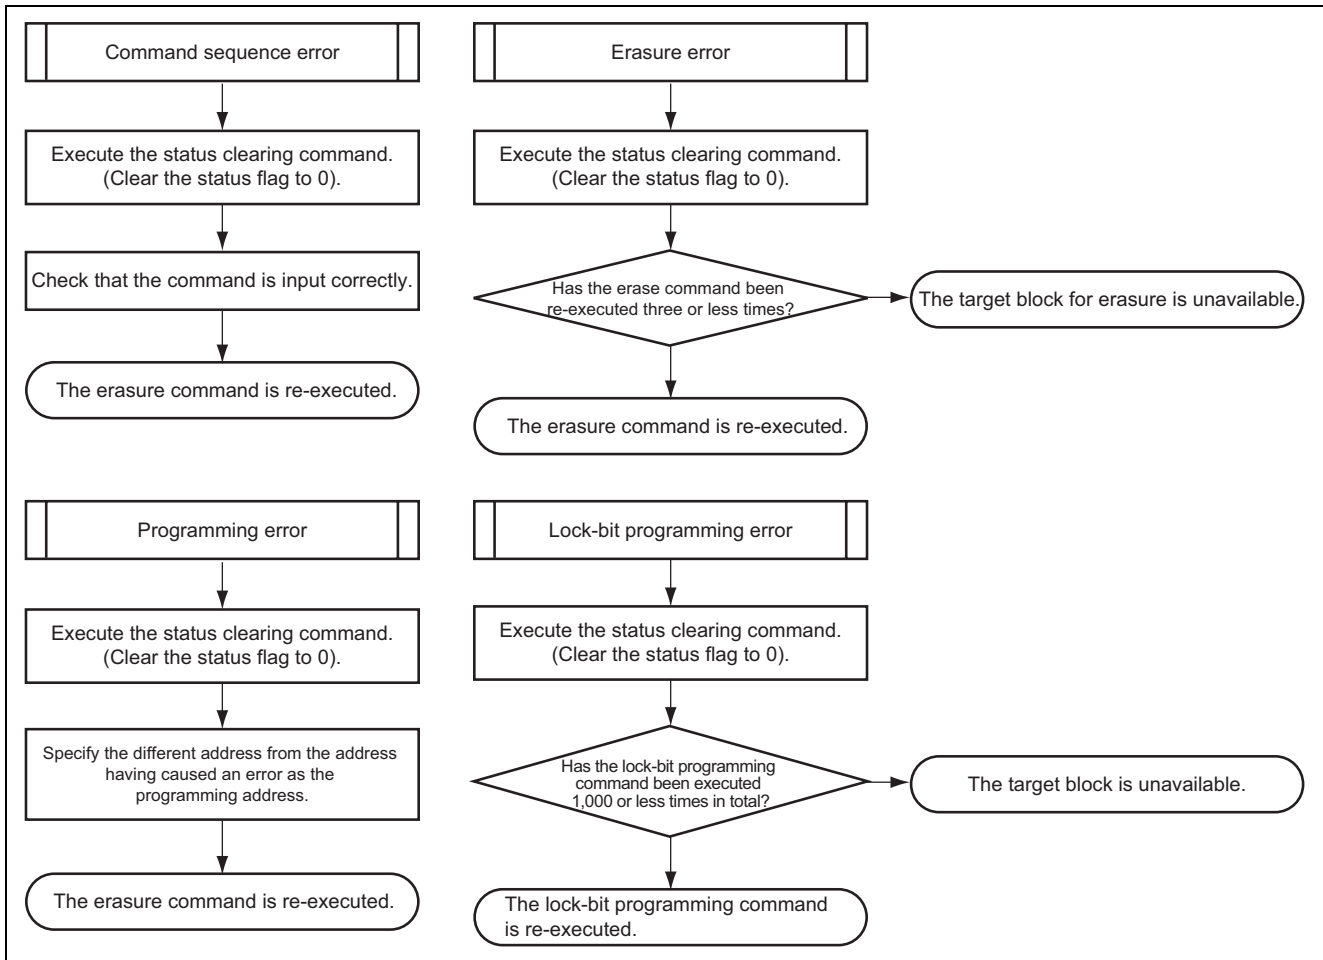 Command sequence error
Execute the status clearing command.
(Clear the status flag to 0).
Check that the command is input correctly.
The erasure command is re-executed.
Erasure error
Execute the status clearing command.
(Clear the status flag to 0).
Has the erase command been
re-executed three or less times?
The target block for erasure is unavailable.
The erasure command is re-executed.
Programming error
Execute the status clearing command.
(Clear the status flag to 0).
Specify the different address from the address
having caused an error as the
programming address.
The erasure command is re-executed.
Lock-bit programming error
Execute the status clearing command.
(Clear the status flag to 0).
Has the lock-bit programming
command been executed
1,000 or less times in total?
The target block is unavailable.
The lock-bit programming command
is re-executed.